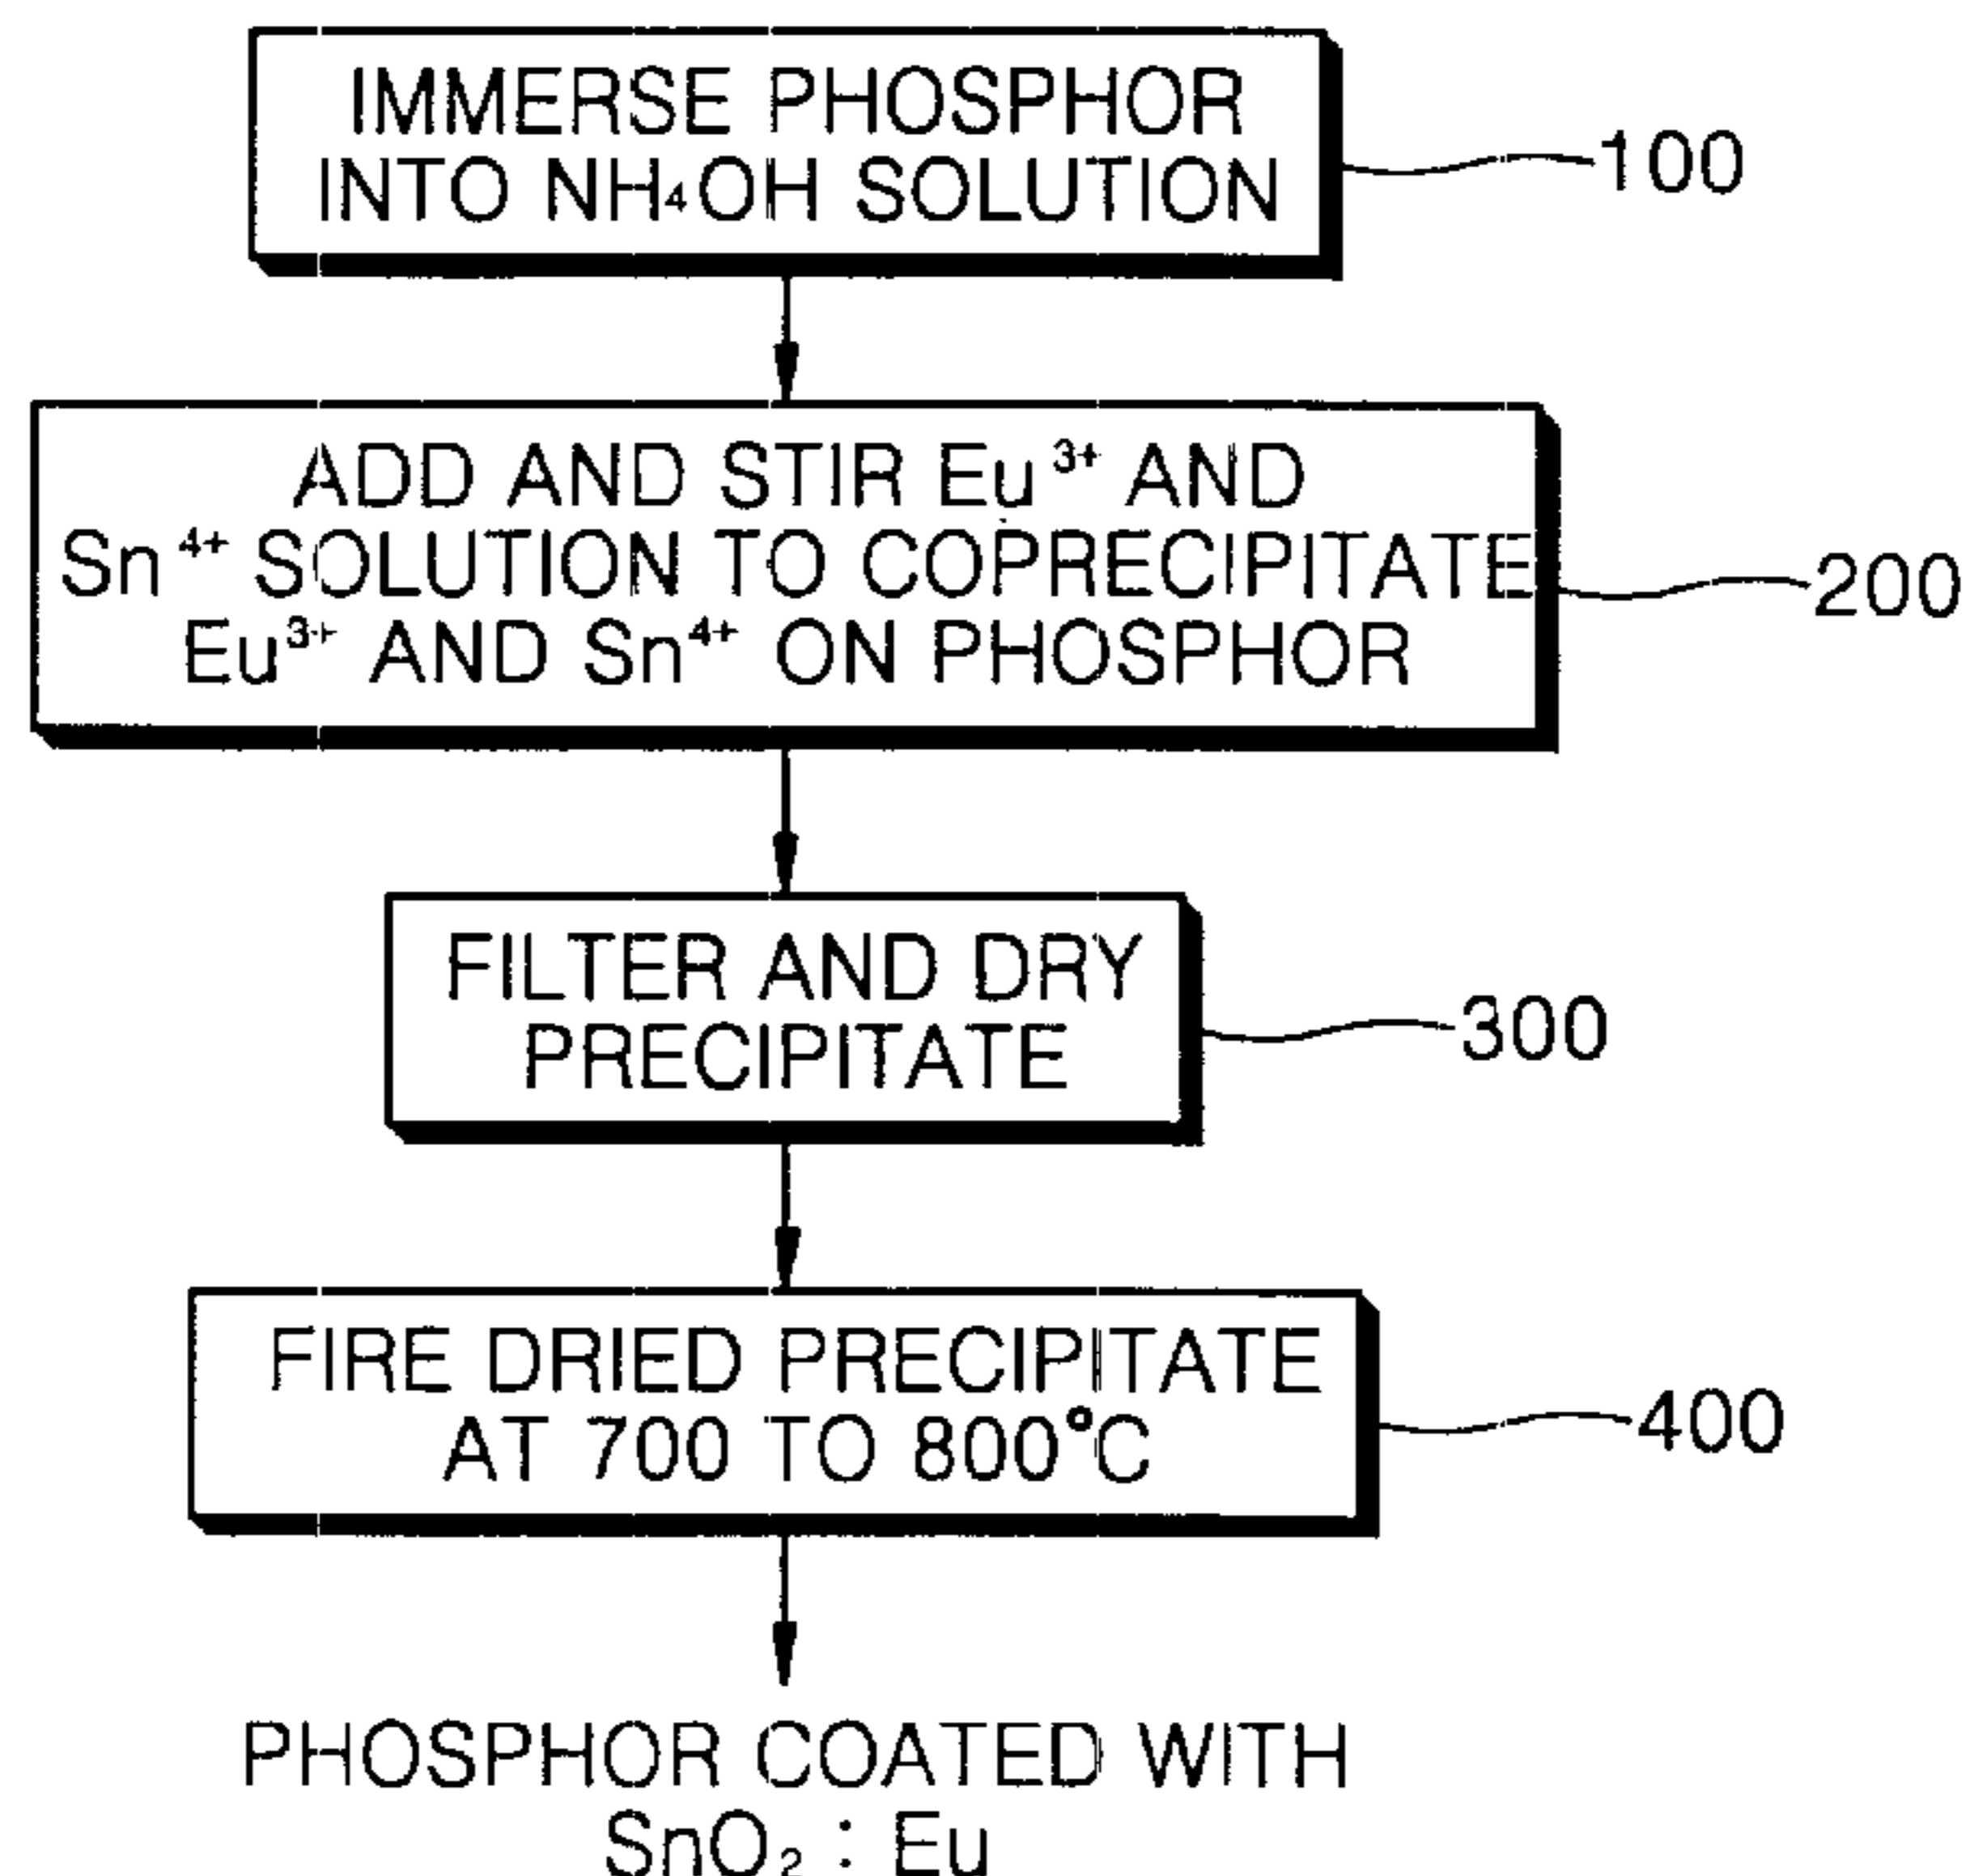 IMMERSE PHOSPHOR
INTO NH₄OH SOLUTION
100
ADD AND STIR Eu³⁺ AND
Sn⁴⁺ SOLUTION TO COPRECIPITATE
Eu³⁺ AND Sn⁴⁺ ON PHOSPHOR
200
FILTER AND DRY
PRECIPITATE
300
FIRE DRIED PRECIPITATE
AT 700 TO 800°C
400
PHOSPHOR COATED WITH
SnO₂ : Eu